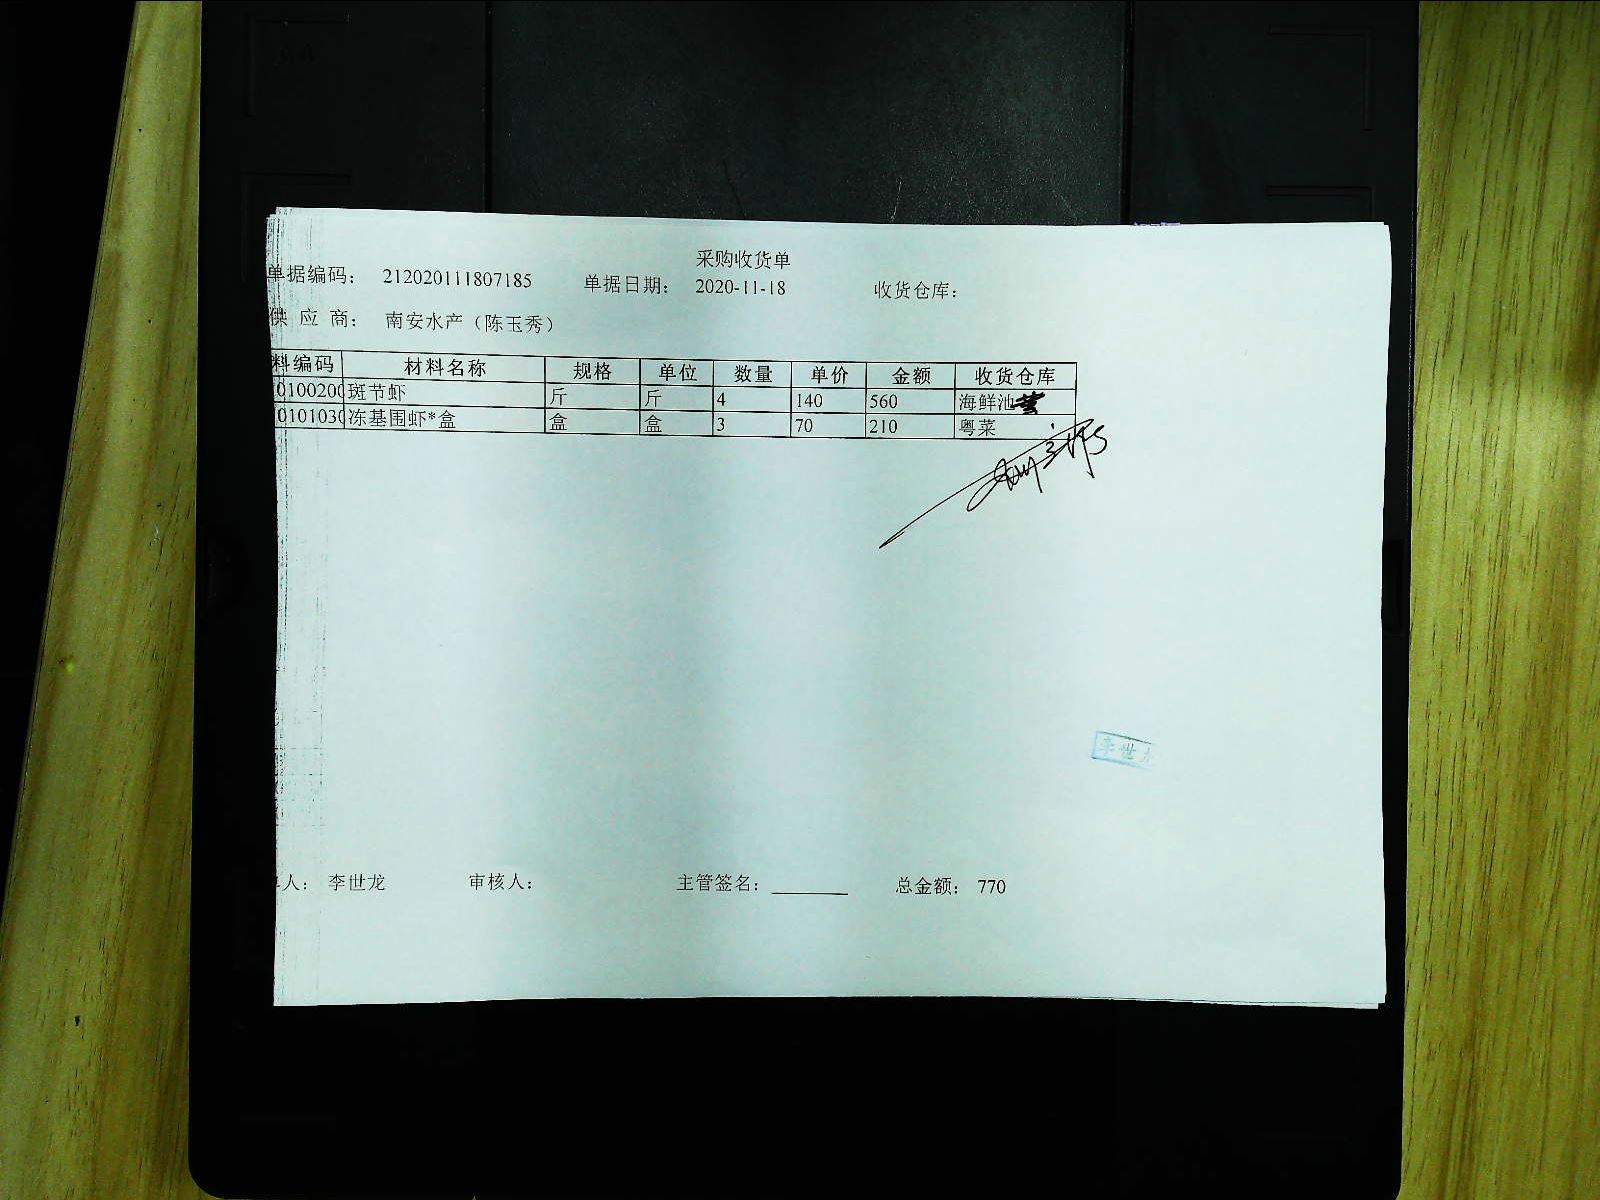 采购收货单
单据编码： 212020111807185 单据日期： 2020-11-18 收货仓库：
供 应 商： 南安水产（陈玉秀）
料编码 材料名称 规格 单位 数量 单价 金额 收货仓库
0100200 斑节虾 斤 斤 4 140 560 海鲜池
0101030 冻基围虾*盒 盒 盒 3 70 210 粤菜
李世龙
人： 李世龙 审核人： 主管签名： 总金额： 770